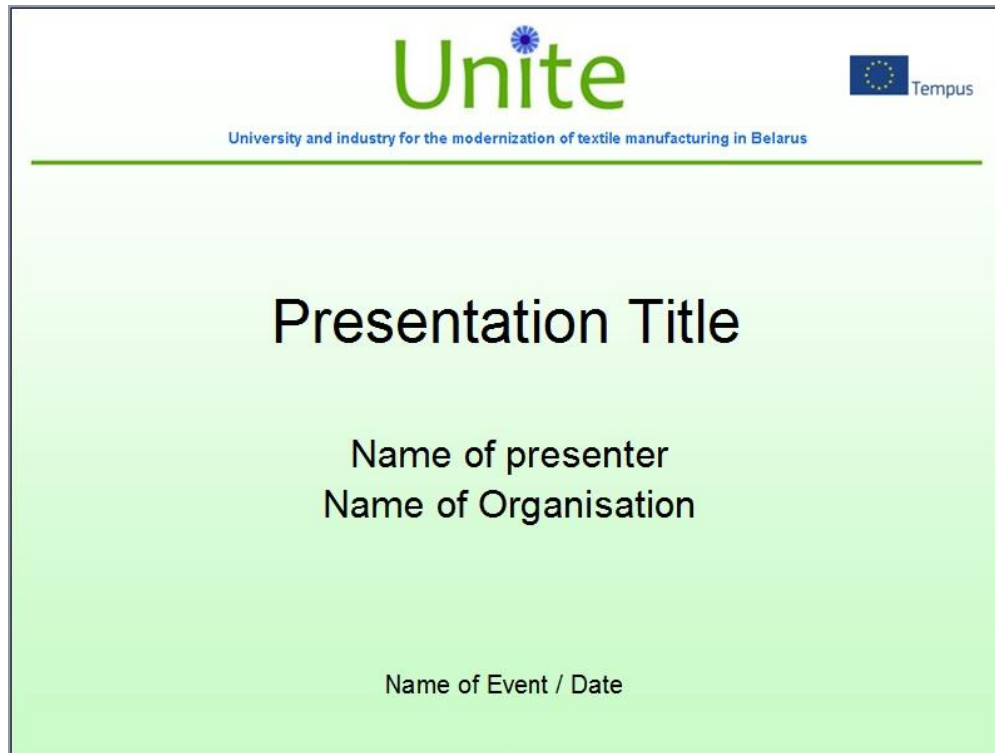 Unite
Tempus
University and industry for the modernization of textile manufacturing in Belarus
Presentation Title
Name of presenter
Name of Organisation
Name of Event / Date